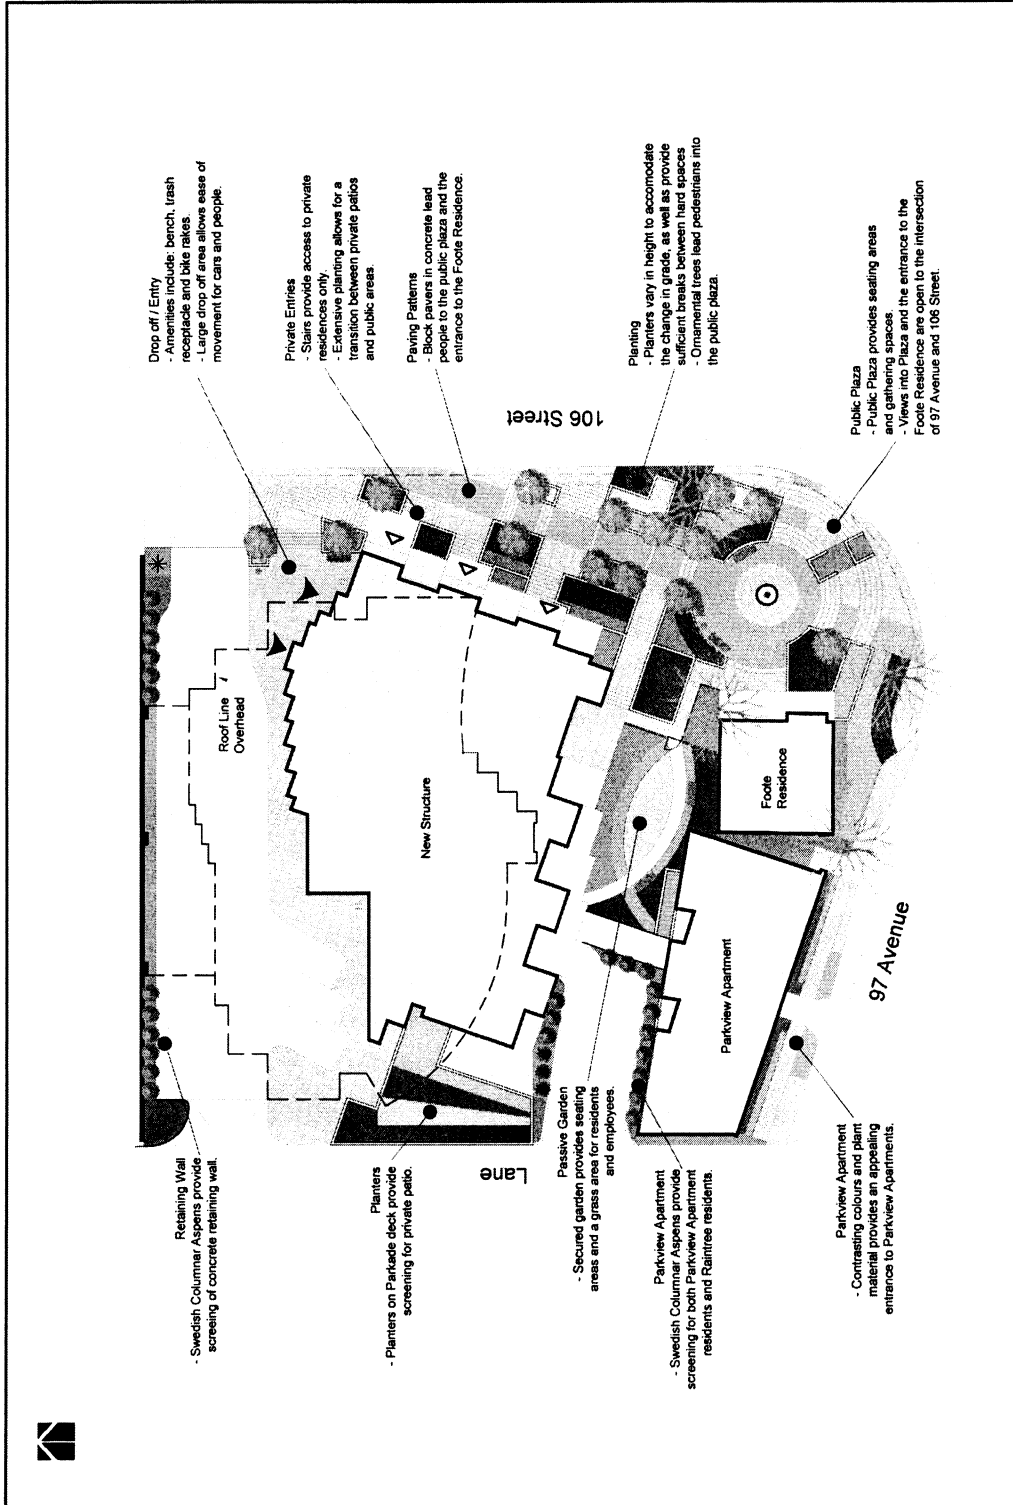 Drop off / Entry
- Amenities include: bench, trash
receptacle and bike rakes.
- Large drop off area allows ease of
movement for cars and people.
Private Entries
- Stairs provide access to private
residences only.
- Extensive planting allows for a
transition between private patios
and public areas.
Paving Patterns
- Block pavers in concrete lead
people to the public plaza and the
entrance to the Foote Residence.
Planting
- Planters vary in height to accomodate
the change in grade, as well as provide
sufficient breaks between hard spaces
- Ornamental trees lead pedestrians into
the public plaza.
Public Plaza
- Public Plaza provides seating areas
and gathering spaces.
- Views into Plaza and the entrance to the
Foote Residence are open to the intersection
of 97 Avenue and 106 Street.
106 Street
Roof Line
Overhead
New Structure
Foote
Residence
Parkview Apartment
97 Avenue
Lane
Retaining Wall
- Swedish Columnar Aspens provide
screeing of concrete retaining wall.
Planters
- Planters on Parkade deck provide
screening for private patio.
Passive Garden
- Secured garden provides seating
areas and a grass area for residents
and employees.
Parkview Apartment
- Swedish Columnar Aspens provide
screening for both Parkview Apartment
residents and Raintree residents.
Parkview Apartment
- Contrasting colours and plant
material provides an appealing
entrance to Parkview Apartments.